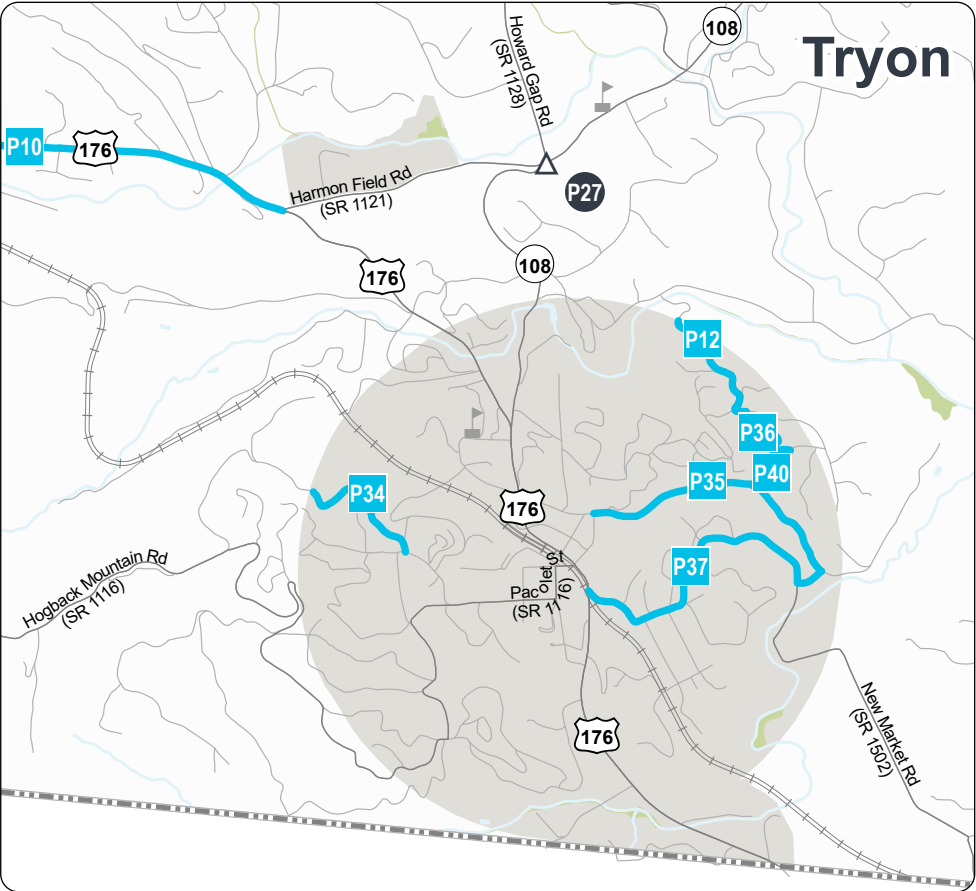 108
Tryon
Howard Gap Rd
(SR 1128)
P10
176
P27
Harmon Field Rd
(SR 1121)
108
176
P12
P36
P40
P35
P34
176
P37
Pacolet St
(SR 1176)
Hogback Mountain Rd
(SR 1116)
New Market Rd
(SR 1502)
176